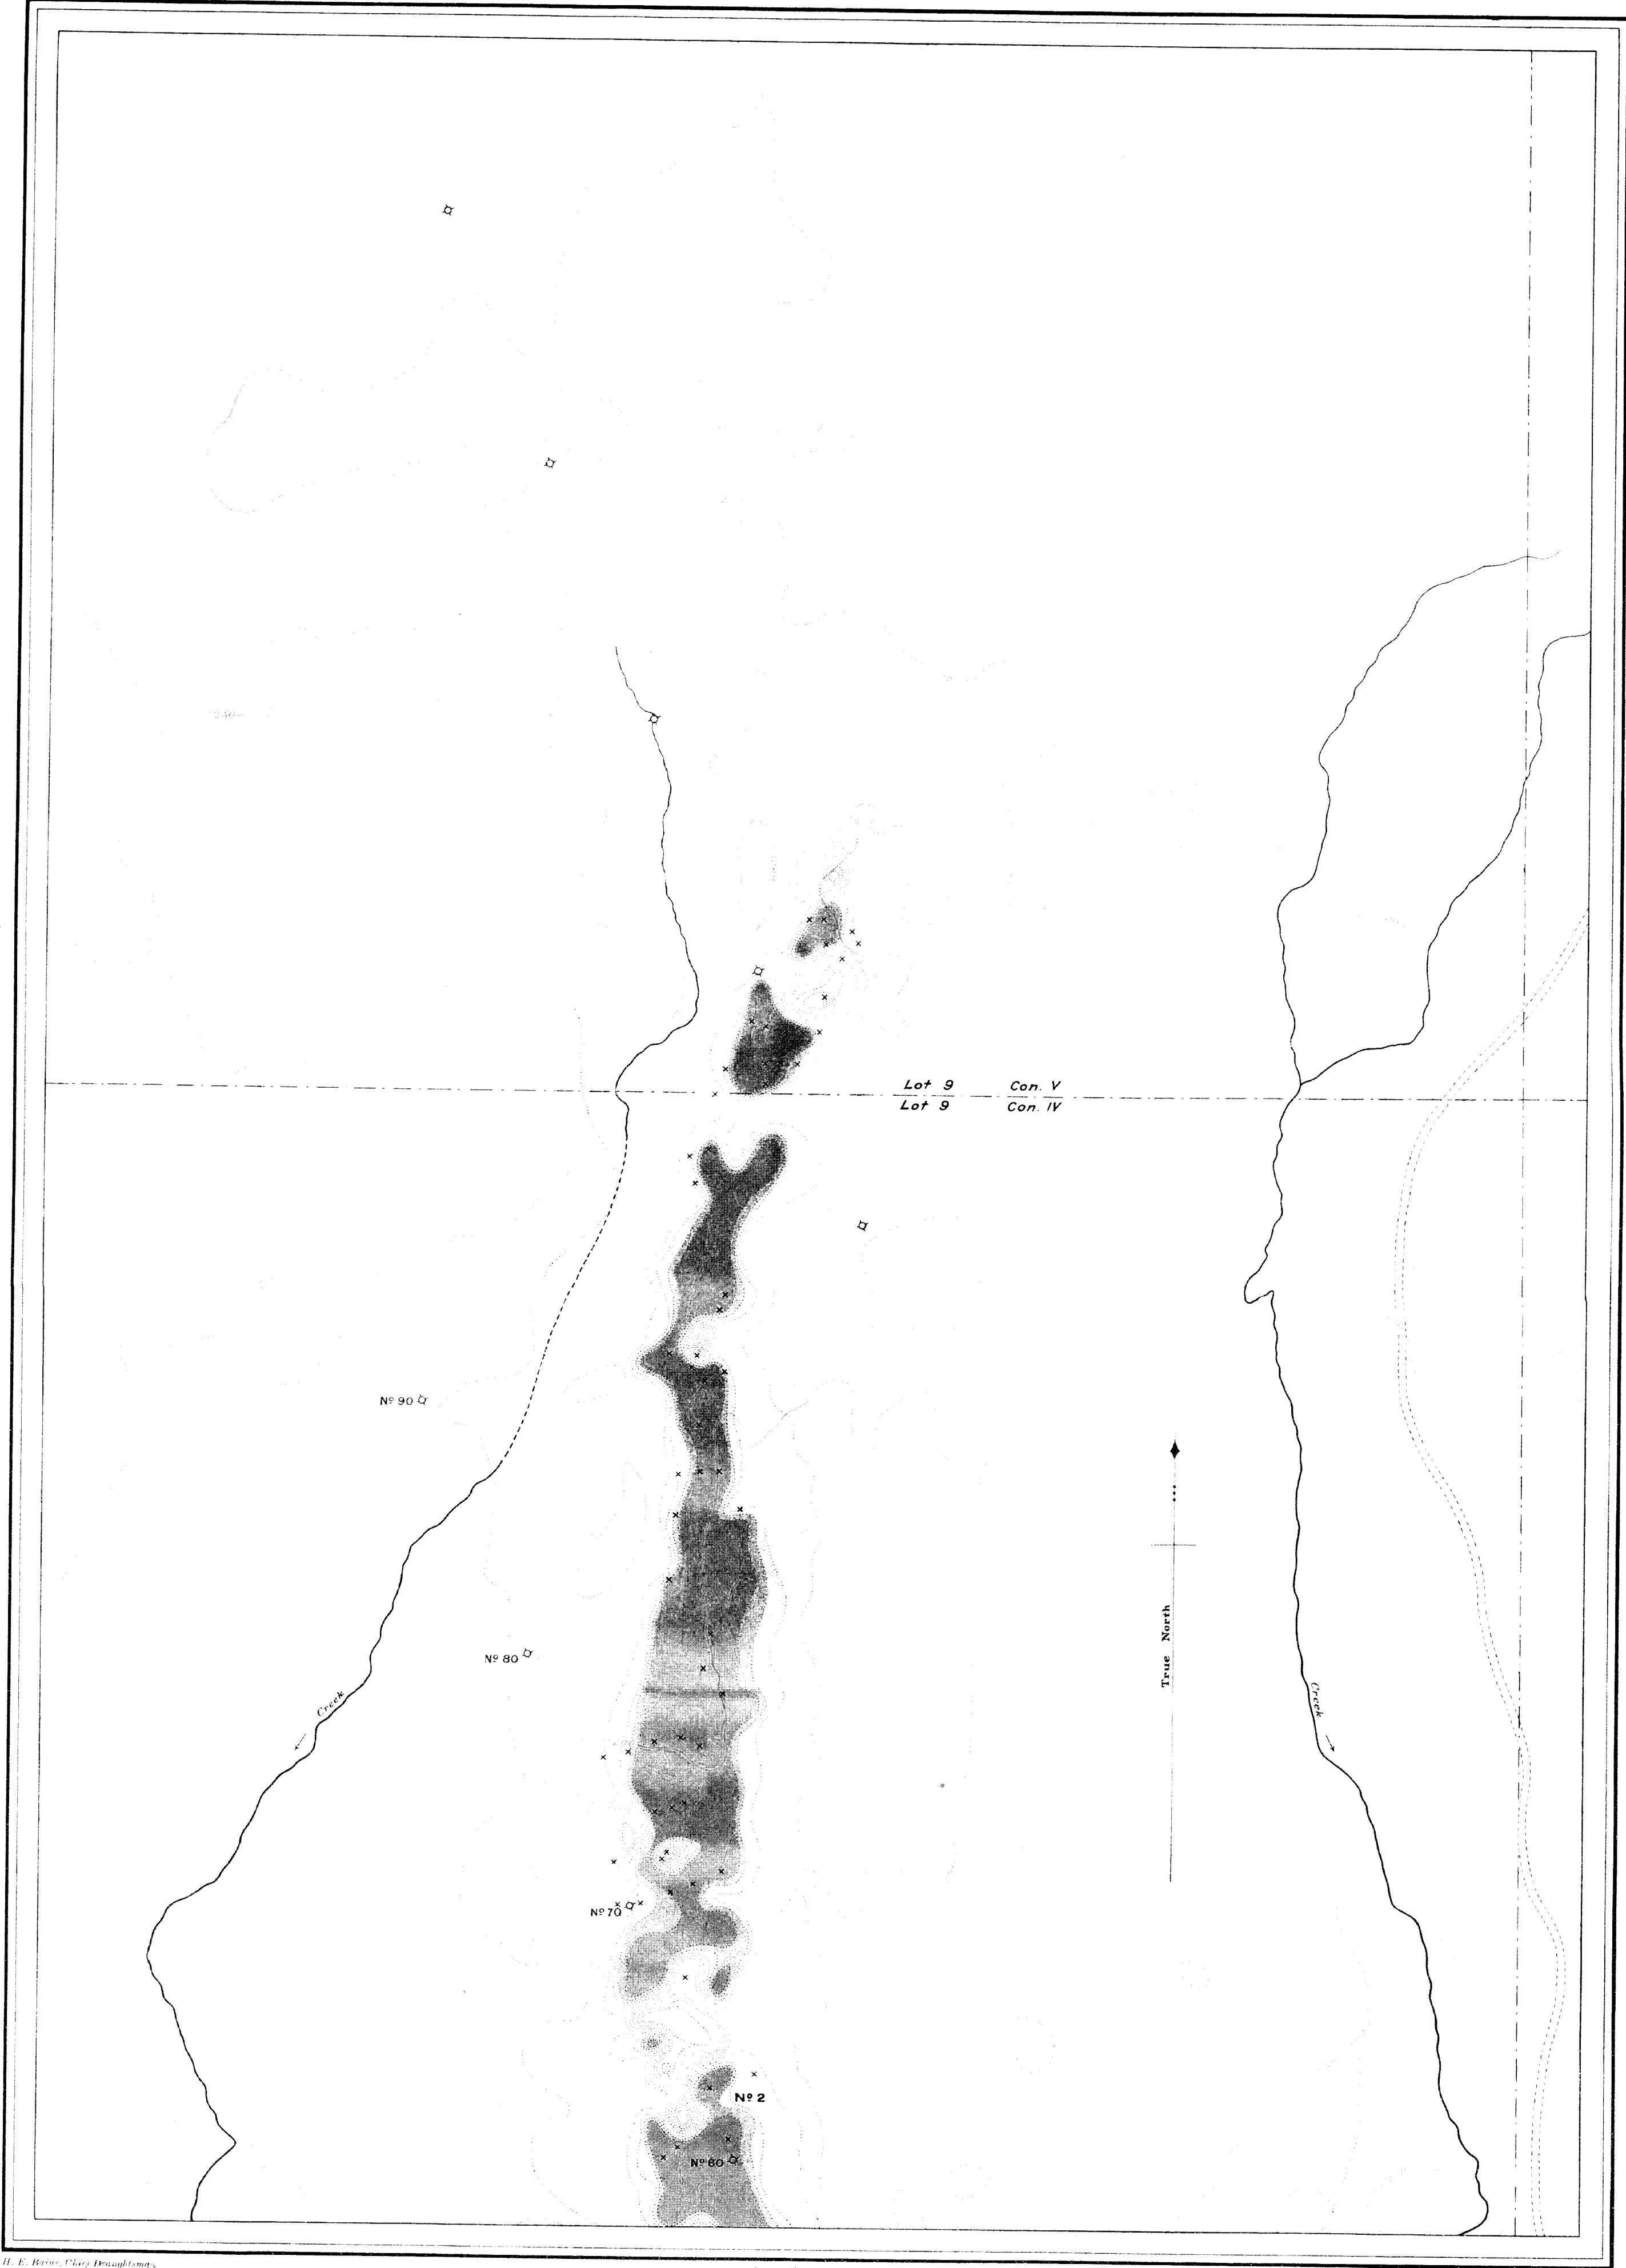 Lot 9 Con. V
Lot 9 Con. IV
Nº 90
True North
Nº 80
Creek
Creek
Nº 70
Nº 2
Nº 60
H. E. Baine, Chief Draughtsman.